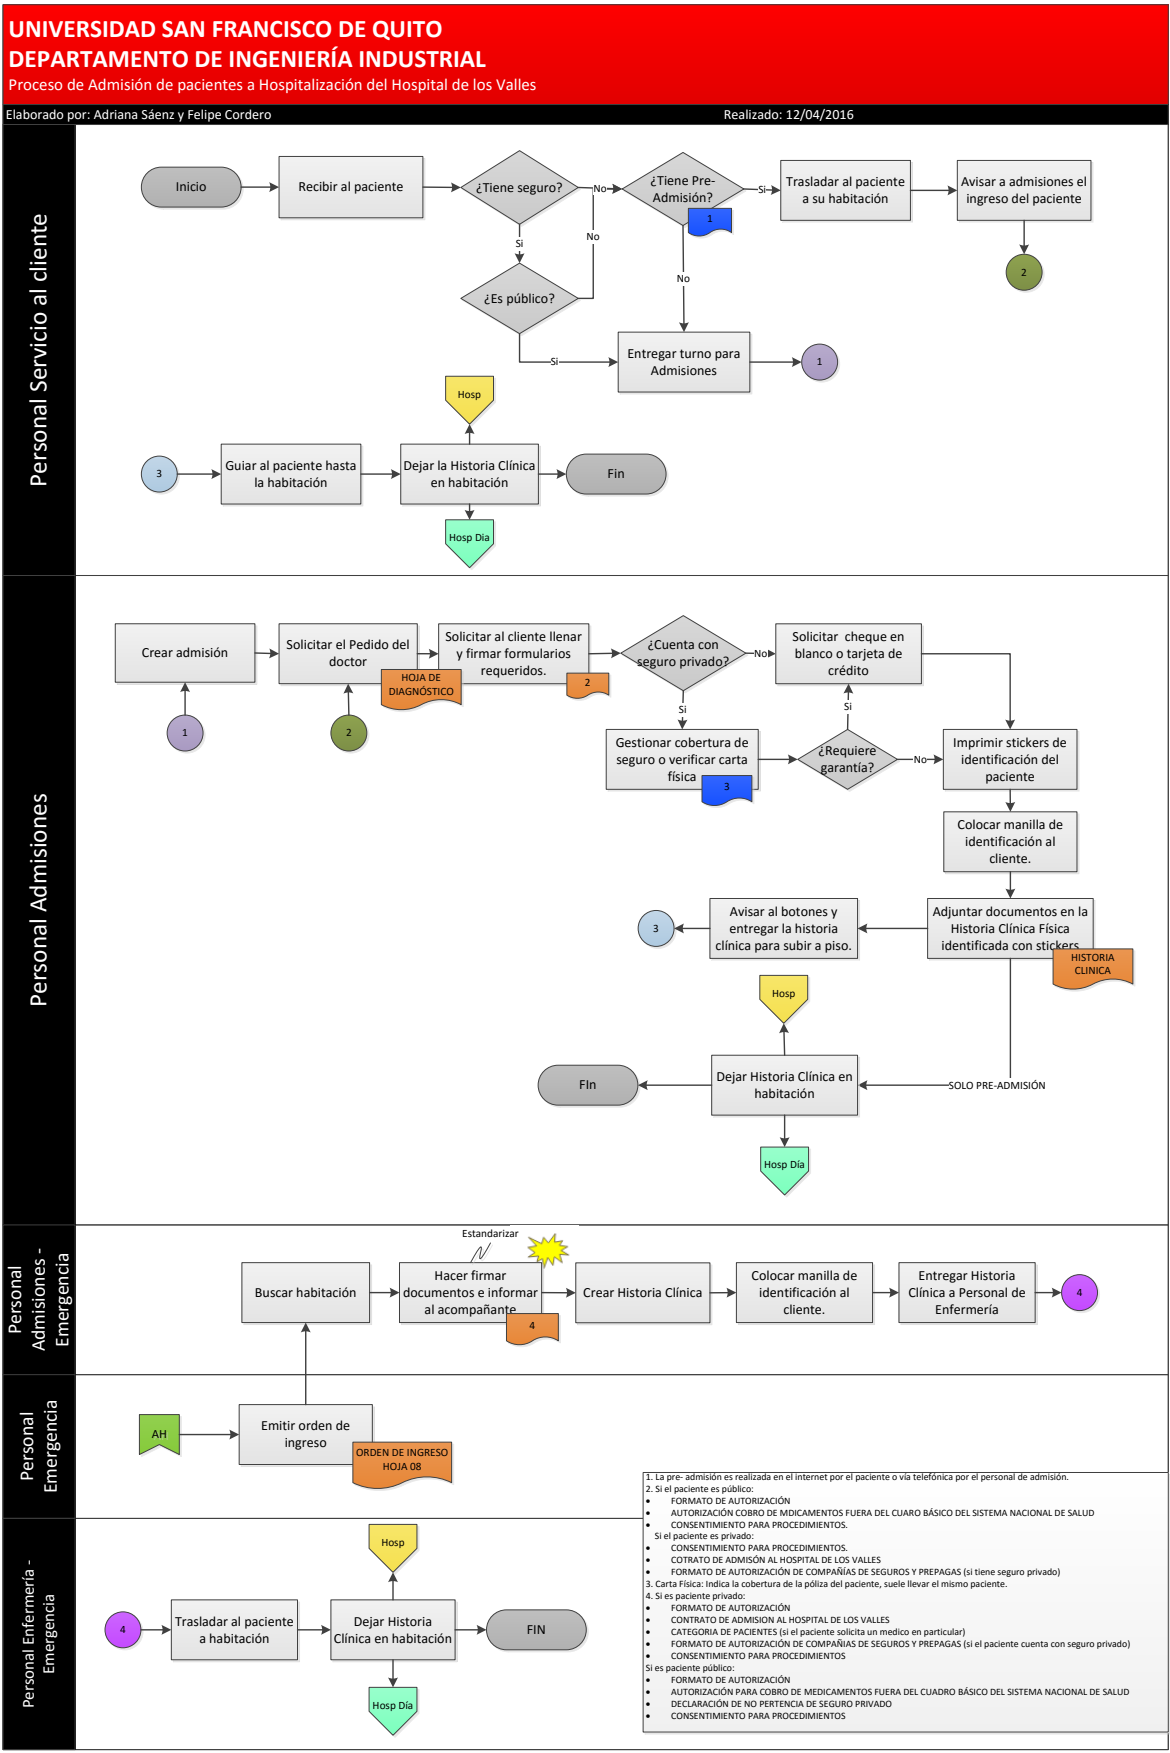 UNIVERSIDAD SAN FRANCISCO DE QUITO
DEPARTAMENTO DE INGENIERÍA INDUSTRIAL
Proceso de Admisión de pacientes a Hospitalización del Hospital de los Valles
Elaborado por: Adriana Sáenz y Felipe Cordero
Realizado: 12/04/2016
Personal Servicio al cliente
Inicio
Recibir al paciente
¿Tiene seguro?
No
¿Tiene Pre-
Admisión?
1
Si
Trasladar al paciente
a su habitación
Avisar a admisiones el
ingreso del paciente
2
Si
No
¿Es público?
No
Si
Entregar turno para
Admisiones
1
Hosp
3
Guiar al paciente hasta
la habitación
Dejar la Historia Clínica
en habitación
Fin
Hosp Dia
Personal Admisiones
Crear admisión
Solicitar el Pedido del
doctor
HOJA DE
DIAGNÓSTICO
Solicitar al cliente llenar
y firmar formularios
requeridos.
2
¿Cuenta con
seguro privado?
No
Solicitar cheque en
blanco o tarjeta de
crédito
1
2
Si
Si
Gestionar cobertura de
seguro o verificar carta
física
3
¿Requiere
garantía?
No
Imprimir stickers de
identificación del
paciente
Colocar manilla de
identificación al
cliente.
3
Avisar al botones y
entregar la historia
clínica para subir a piso.
Adjuntar documentos en la
Historia Clínica Física
identificada con stickers
HISTORIA
CLINICA
Hosp
FIn
Dejar Historia Clínica en
habitación
SOLO PRE-ADMISIÓN
Hosp Día
Personal
Admisiones -
Emergencia
Estandarizar
Buscar habitación
Hacer firmar
documentos e informar
al acompañante
4
Crear Historia Clínica
Colocar manilla de
identificación al
cliente.
Entregar Historia
Clínica a Personal de
Enfermería
4
Personal
Emergencia
AH
Emitir orden de
ingreso
ORDEN DE INGRESO
HOJA 08
Personal Enfermería -
Emergencia
Hosp
4
Trasladar al paciente
a habitación
Dejar Historia
Clínica en habitación
FIN
Hosp Día
1. La pre- admisión es realizada en el internet por el paciente o vía telefónica por el personal de admisión.
2. Si el paciente es público:
• FORMATO DE AUTORIZACIÓN
• AUTORIZACIÓN COBRO DE MDICAMENTOS FUERA DEL CUARO BÁSICO DEL SISTEMA NACIONAL DE SALUD
• CONSENTIMIENTO PARA PROCEDIMIENTOS.
Si el paciente es privado:
• CONSENTIMIENTO PARA PROCEDIMIENTOS.
• COTRATO DE ADMISÓN AL HOSPITAL DE LOS VALLES
• FORMATO DE AUTORIZACIÓN DE COMPAÑÍAS DE SEGUROS Y PREPAGAS (si tiene seguro privado)
3. Carta Física: Indica la cobertura de la póliza del paciente, suele llevar el mismo paciente.
4. Si es paciente privado:
• FORMATO DE AUTORIZACIÓN
• CONTRATO DE ADMISION AL HOSPITAL DE LOS VALLES
• CATEGORIA DE PACIENTES (si el paciente solicita un medico en particular)
• FORMATO DE AUTORIZACIÓN DE COMPAÑIAS DE SEGUROS Y PREPAGAS (si el paciente cuenta con seguro privado)
• CONSENTIMIENTO PARA PROCEDIMIENTOS
Si es paciente público:
• FORMATO DE AUTORIZACIÓN
• AUTORIZACIÓN PARA COBRO DE MEDICAMENTOS FUERA DEL CUADRO BÁSICO DEL SISTEMA NACIONAL DE SALUD
• DECLARACIÓN DE NO PERTENCIA DE SEGURO PRIVADO
• CONSENTIMIENTO PARA PROCEDIMIENTOS